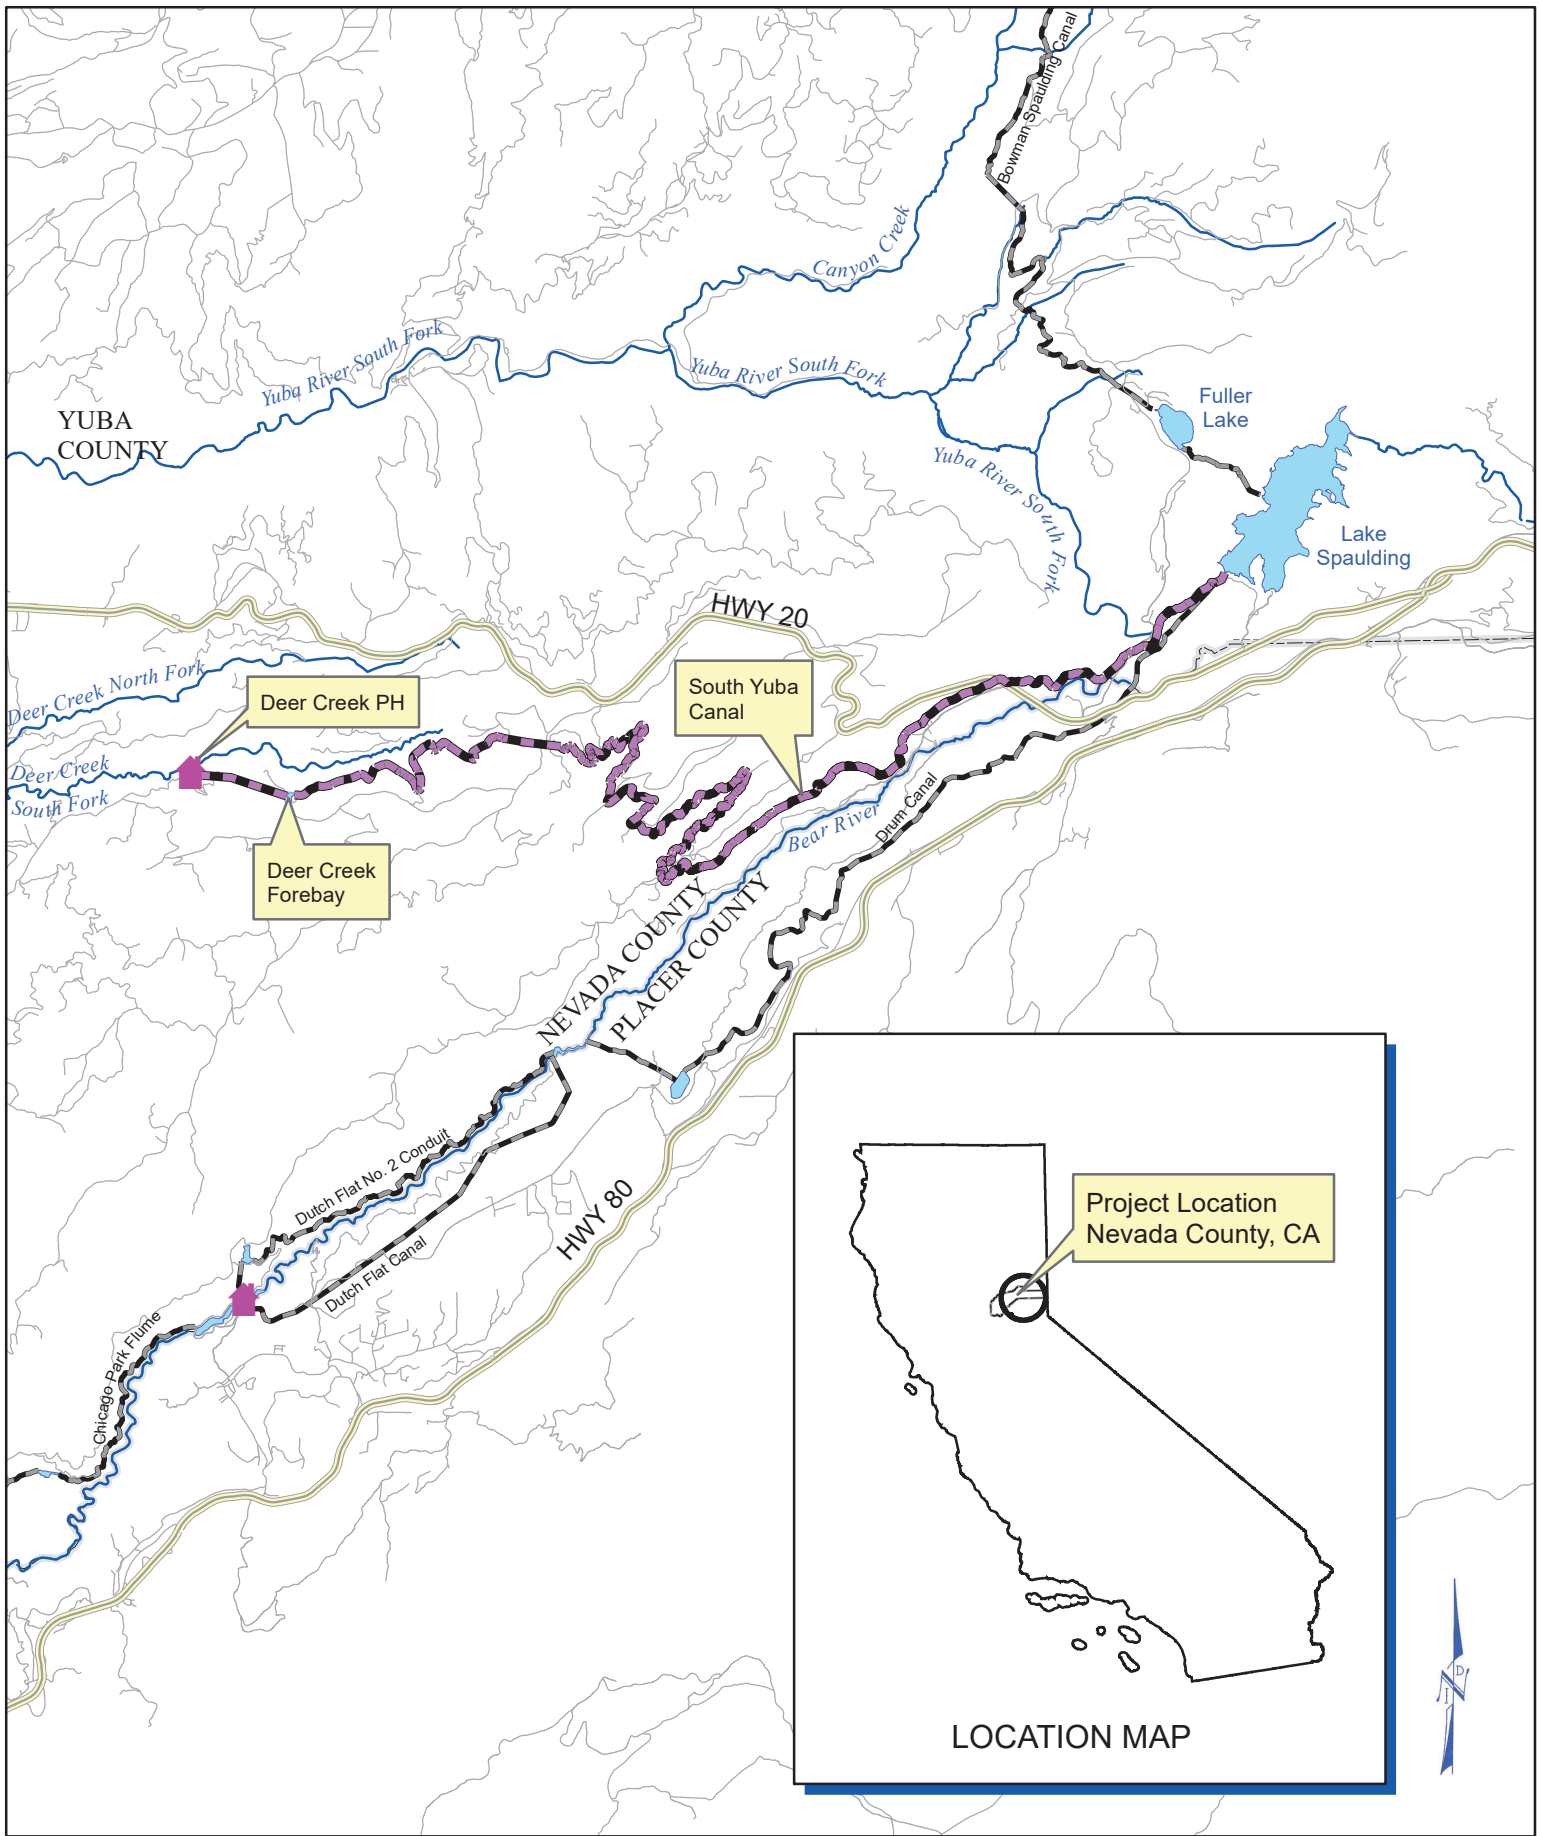 Bowman Spaulding Canal
Canyon Creek
Yuba River South Fork
Yuba River South Fork
YUBA
COUNTY
Fuller
Lake
Yuba River South Fork
Lake
Spaulding
HWY 20
Deer Creek North Fork
South Yuba
Canal
Deer Creek PH
Deer Creek
South Fork
Bear River
Drum Canal
Deer Creek
Forebay
NEVADA COUNTY
PLACER COUNTY
Dutch Flat No. 2 Conduit
HWY 80
Dutch Flat Canal
Chicago Park Flume
Project Location
Nevada County, CA
LOCATION MAP
N
I
D